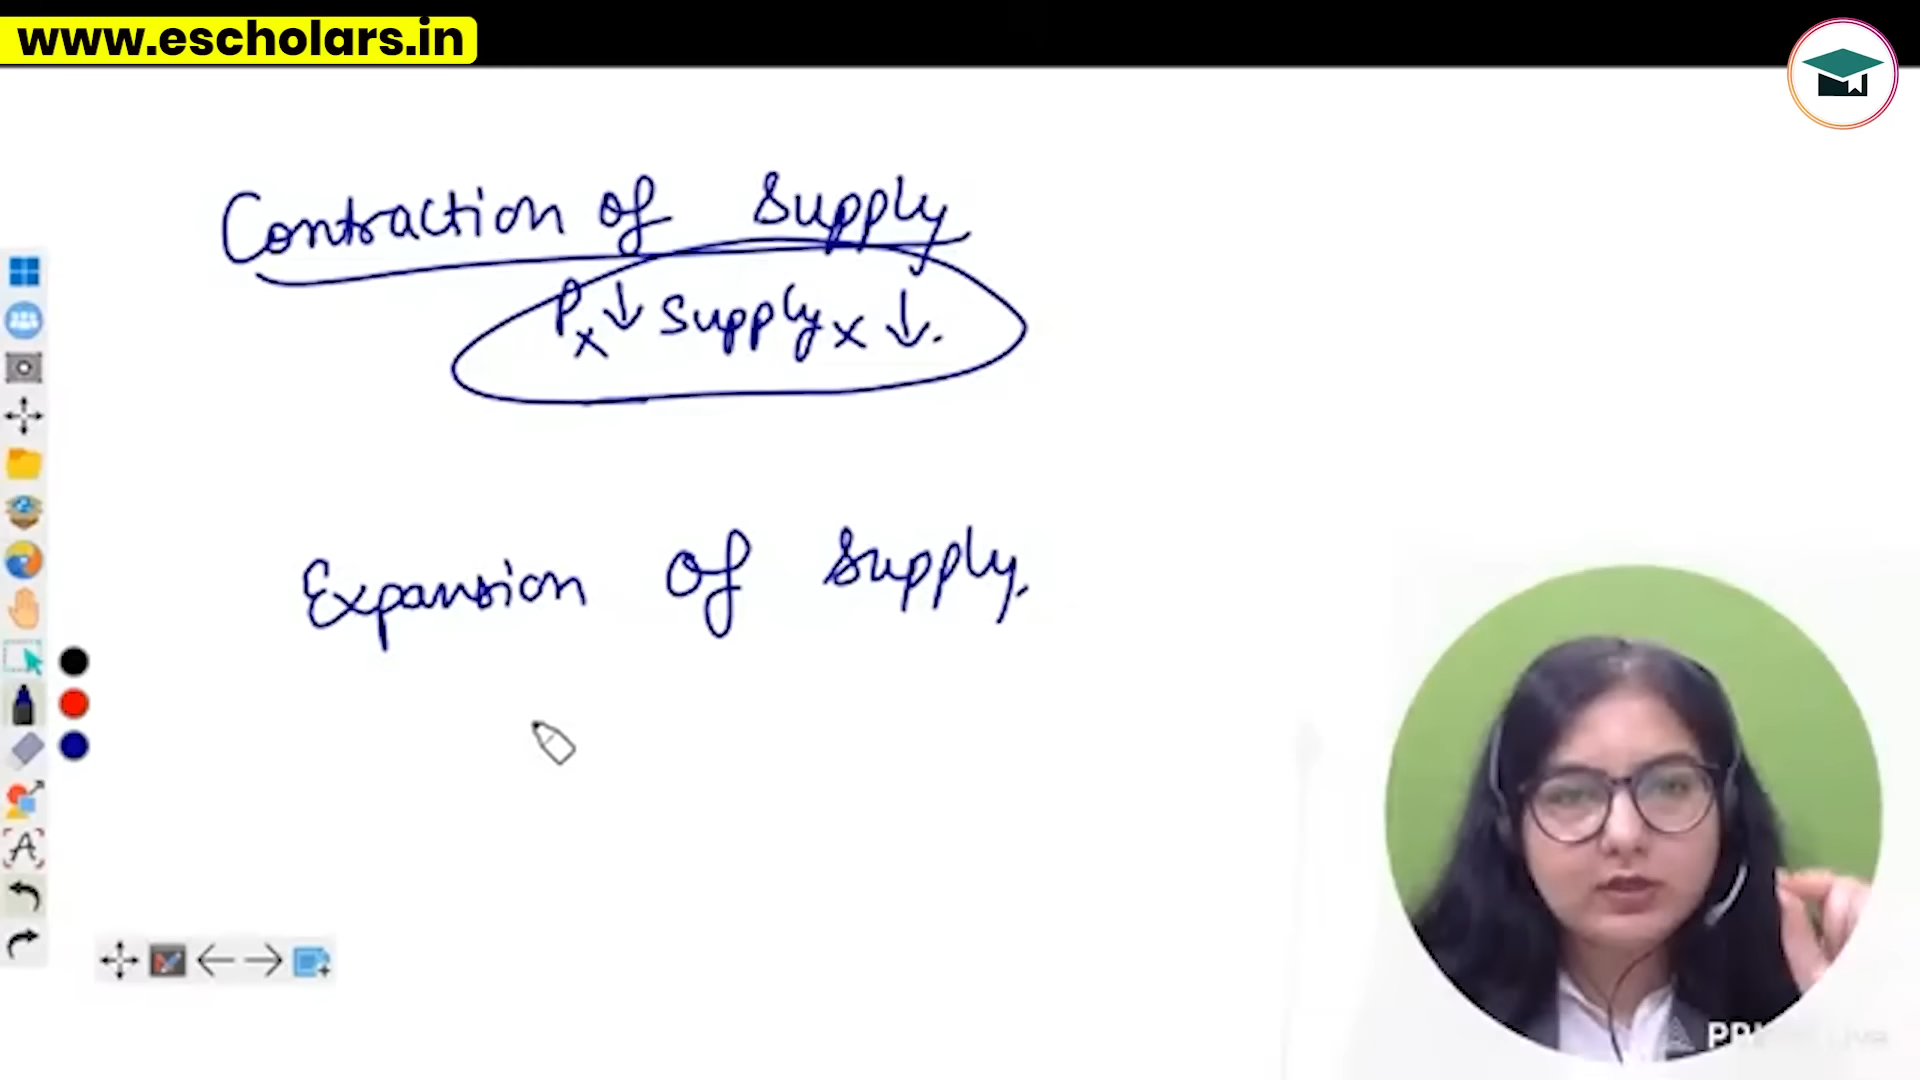 www.escholars.in
Contraction of Supply
Px↓ Supplyx ↓.
Expansion of Supply.